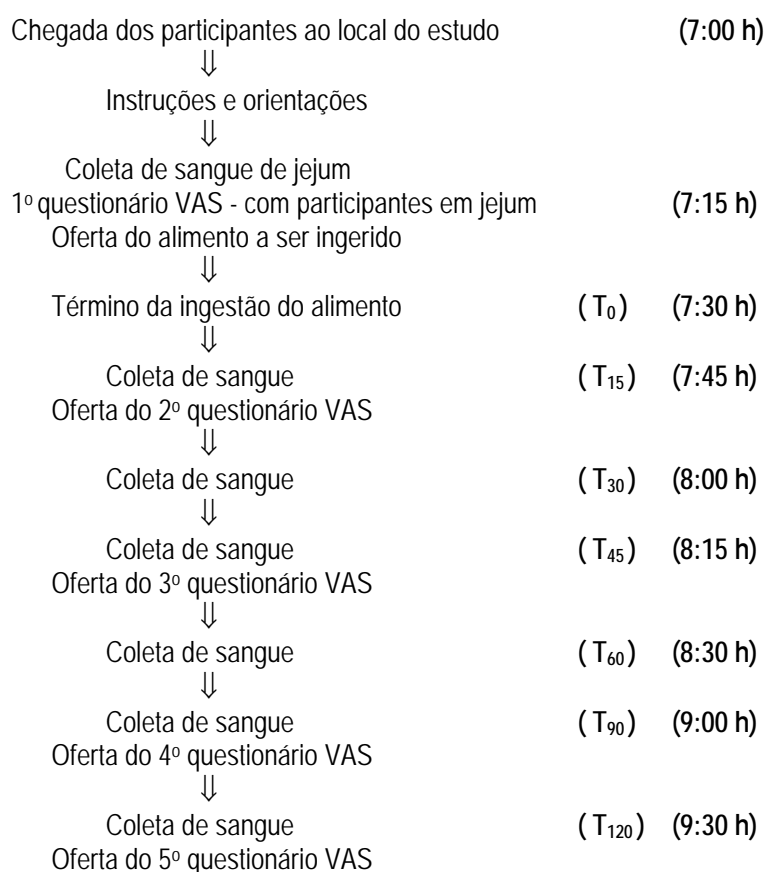 Chegada dos participantes ao local do estudo (7:00 h)
⇓
Instruções e orientações
⇓
Coleta de sangue de jejum
1º questionário VAS - com participantes em jejum (7:15 h)
Oferta do alimento a ser ingerido
⇓
Término da ingestão do alimento ( T₀) (7:30 h)
⇓
Coleta de sangue ( T₁₅) (7:45 h)
Oferta do 2º questionário VAS
⇓
Coleta de sangue ( T₃₀) (8:00 h)
⇓
Coleta de sangue ( T₄₅) (8:15 h)
Oferta do 3º questionário VAS
⇓
Coleta de sangue ( T₆₀) (8:30 h)
⇓
Coleta de sangue ( T₉₀) (9:00 h)
Oferta do 4º questionário VAS
⇓
Coleta de sangue ( T₁₂₀) (9:30 h)
Oferta do 5º questionário VAS